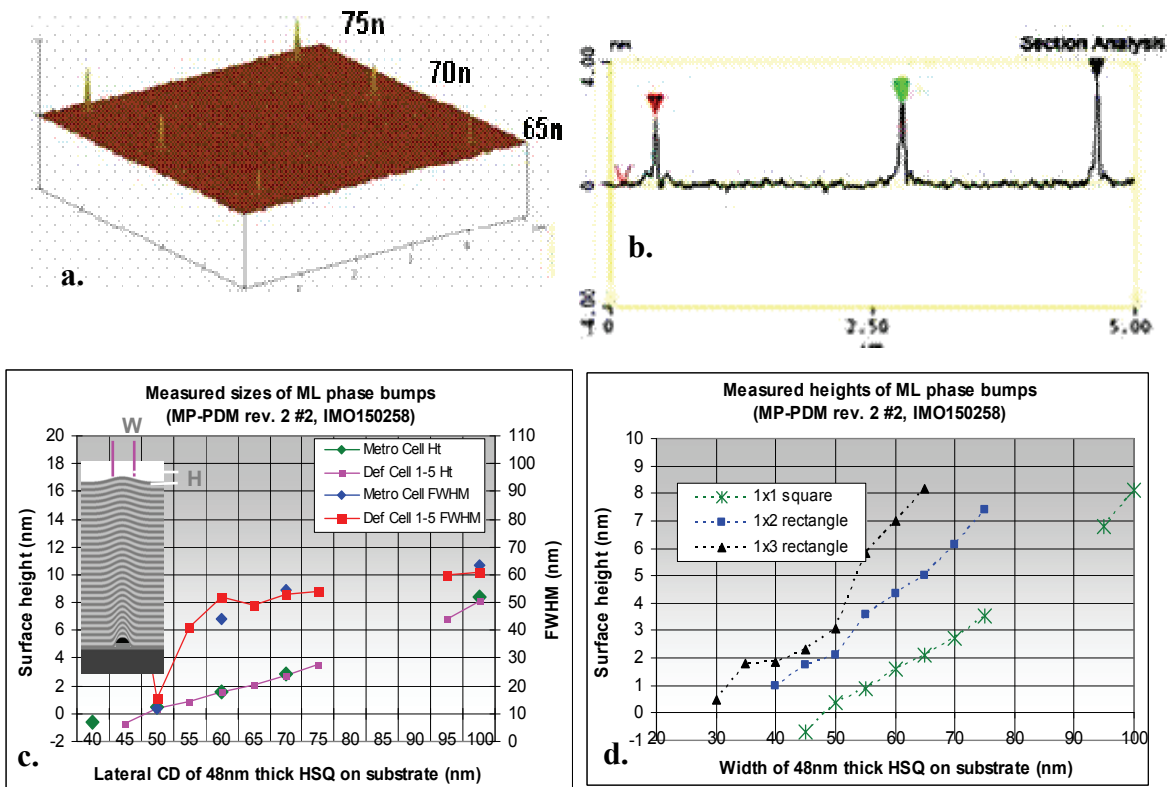 75n
70n
65n
a.
nm
Section Analysis
4.00
0
-4.00
0
2.50
5.00
b.
Measured sizes of ML phase bumps
(MP-PDM rev. 2 #2, IMO150258)
W
H
Metro Cell Ht
Def Cell 1-5 Ht
Metro Cell FWHM
Def Cell 1-5 FWHM
Surface height (nm)
20
18
16
14
12
10
8
6
4
2
0
-2
FWHM (nm)
110
100
90
80
70
60
50
40
30
20
10
0
40 45 50 55 60 65 70 75 95 100
Lateral CD of 48nm thick HSQ on substrate (nm)
c.
Measured heights of ML phase bumps
(MP-PDM rev. 2 #2, IMO150258)
1x1 square
1x2 rectangle
1x3 rectangle
Surface height (nm)
10
9
8
7
6
5
4
3
2
1
0
-1
20 30 40 50 60 70 80 90 100
Width of 48nm thick HSQ on substrate (nm)
d.